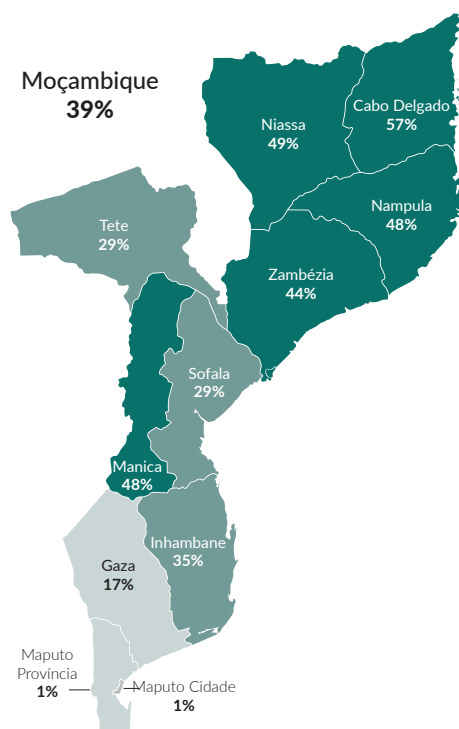 Moçambique
39%
Cabo Delgado
57%
Niassa
49%
Nampula
48%
Tete
29%
Zambézia
44%
Sofala
29%
Manica
48%
Inhambane
35%
Gaza
17%
Maputo
Província
1%
Maputo Cidade
1%